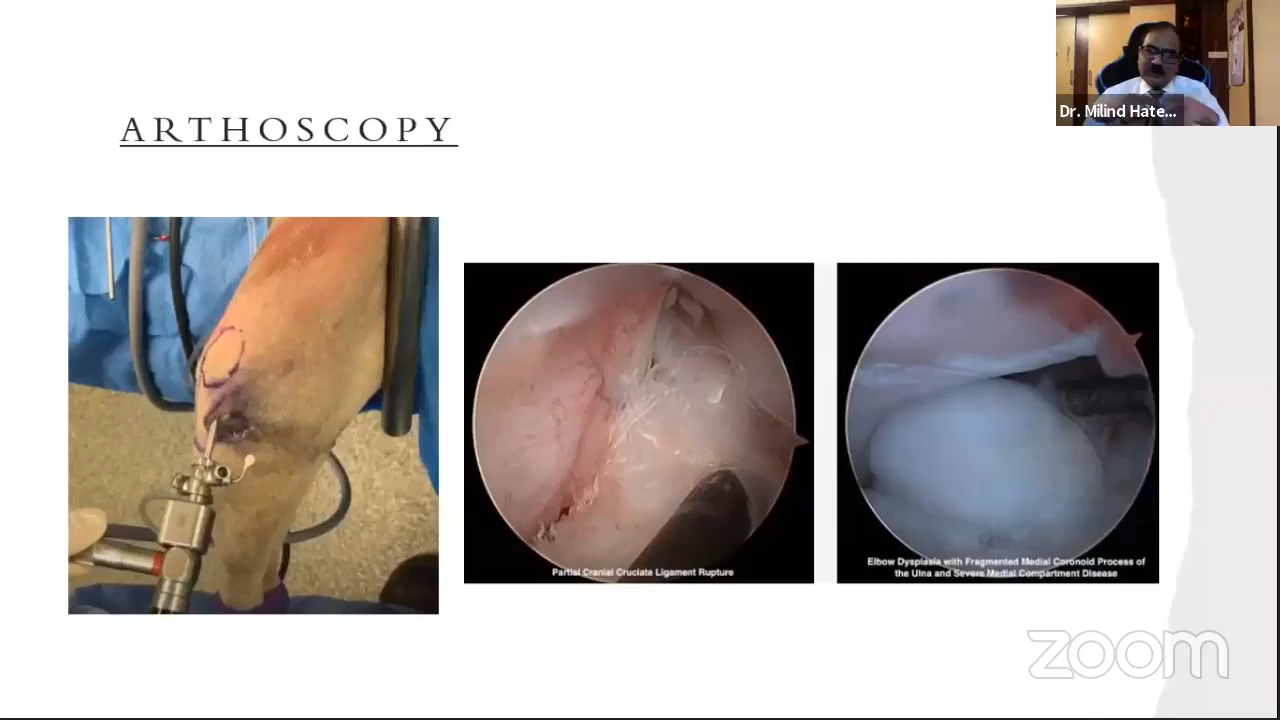 ARTHOSCOPY
Dr. Milind Hate...
Partial Cranial Cruciate Ligament Rupture
Elbow Dysplasia with Fragmented Medial Coronoid Process of
the Ulna and Severe Medial Compartment Disease
zoom